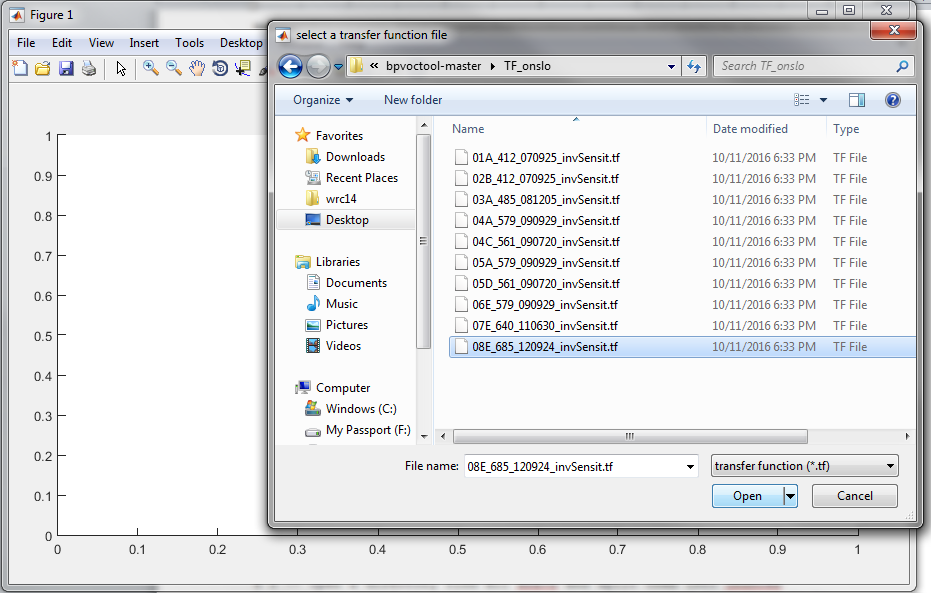 Figure 1
File Edit View Insert Tools Desktop
select a transfer function file
« bpvoctool-master ▸ TF_onslo
Search TF_onslo
Organize New folder
Favorites
Downloads
Recent Places
wrc14
Desktop
Libraries
Documents
Music
Pictures
Videos
Computer
Windows (C:)
My Passport (F:)
Name Date modified Type
01A_412_070925_invSensit.tf 10/11/2016 6:33 PM TF File
02B_412_070925_invSensit.tf 10/11/2016 6:33 PM TF File
03A_485_081205_invSensit.tf 10/11/2016 6:33 PM TF File
04A_579_090929_invSensit.tf 10/11/2016 6:33 PM TF File
04C_561_090720_invSensit.tf 10/11/2016 6:33 PM TF File
05A_579_090929_invSensit.tf 10/11/2016 6:33 PM TF File
05D_561_090720_invSensit.tf 10/11/2016 6:33 PM TF File
06E_579_090929_invSensit.tf 10/11/2016 6:33 PM TF File
07E_640_110630_invSensit.tf 10/11/2016 6:33 PM TF File
08E_685_120924_invSensit.tf 10/11/2016 6:33 PM TF File
File name: 08E_685_120924_invSensit.tf transfer function (*.tf)
Open Cancel
1
0.9
0.8
0.7
0.6
0.5
0.4
0.3
0.2
0.1
0
0 0.1 0.2 0.3 0.4 0.5 0.6 0.7 0.8 0.9 1